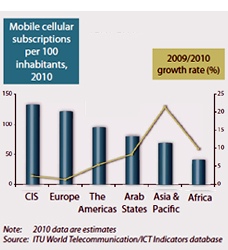 Mobile cellular
subscriptions
per 100
inhabitants,
2010
2009/2010
growth rate (%)
150
100
50
0
25
20
15
10
5
0
CIS Europe The Americas Arab States Asia & Pacific Africa
Note: 2010 data are estimates
Source: ITU World Telecommunication/ICT Indicators database